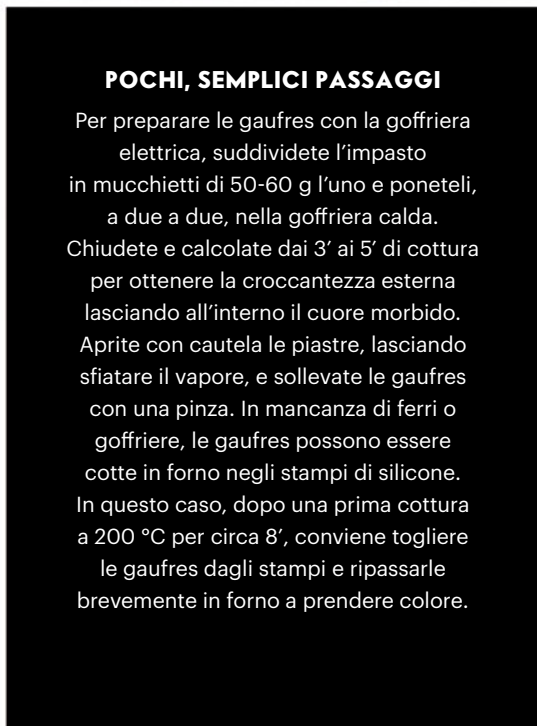 POCHI, SEMPLICI PASSAGGI
Per preparare le gaufres con la goffriera
elettrica, suddividete l’impasto
in mucchietti di 50-60 g l’uno e poneteli,
a due a due, nella goffriera calda.
Chiudete e calcolate dai 3’ ai 5’ di cottura
per ottenere la croccantezza esterna
lasciando all’interno il cuore morbido.
Aprite con cautela le piastre, lasciando
sfiatare il vapore, e sollevate le gaufres
con una pinza. In mancanza di ferri o
goffriere, le gaufres possono essere
cotte in forno negli stampi di silicone.
In questo caso, dopo una prima cottura
a 200 °C per circa 8’, conviene togliere
le gaufres dagli stampi e ripassarle
brevemente in forno a prendere colore.